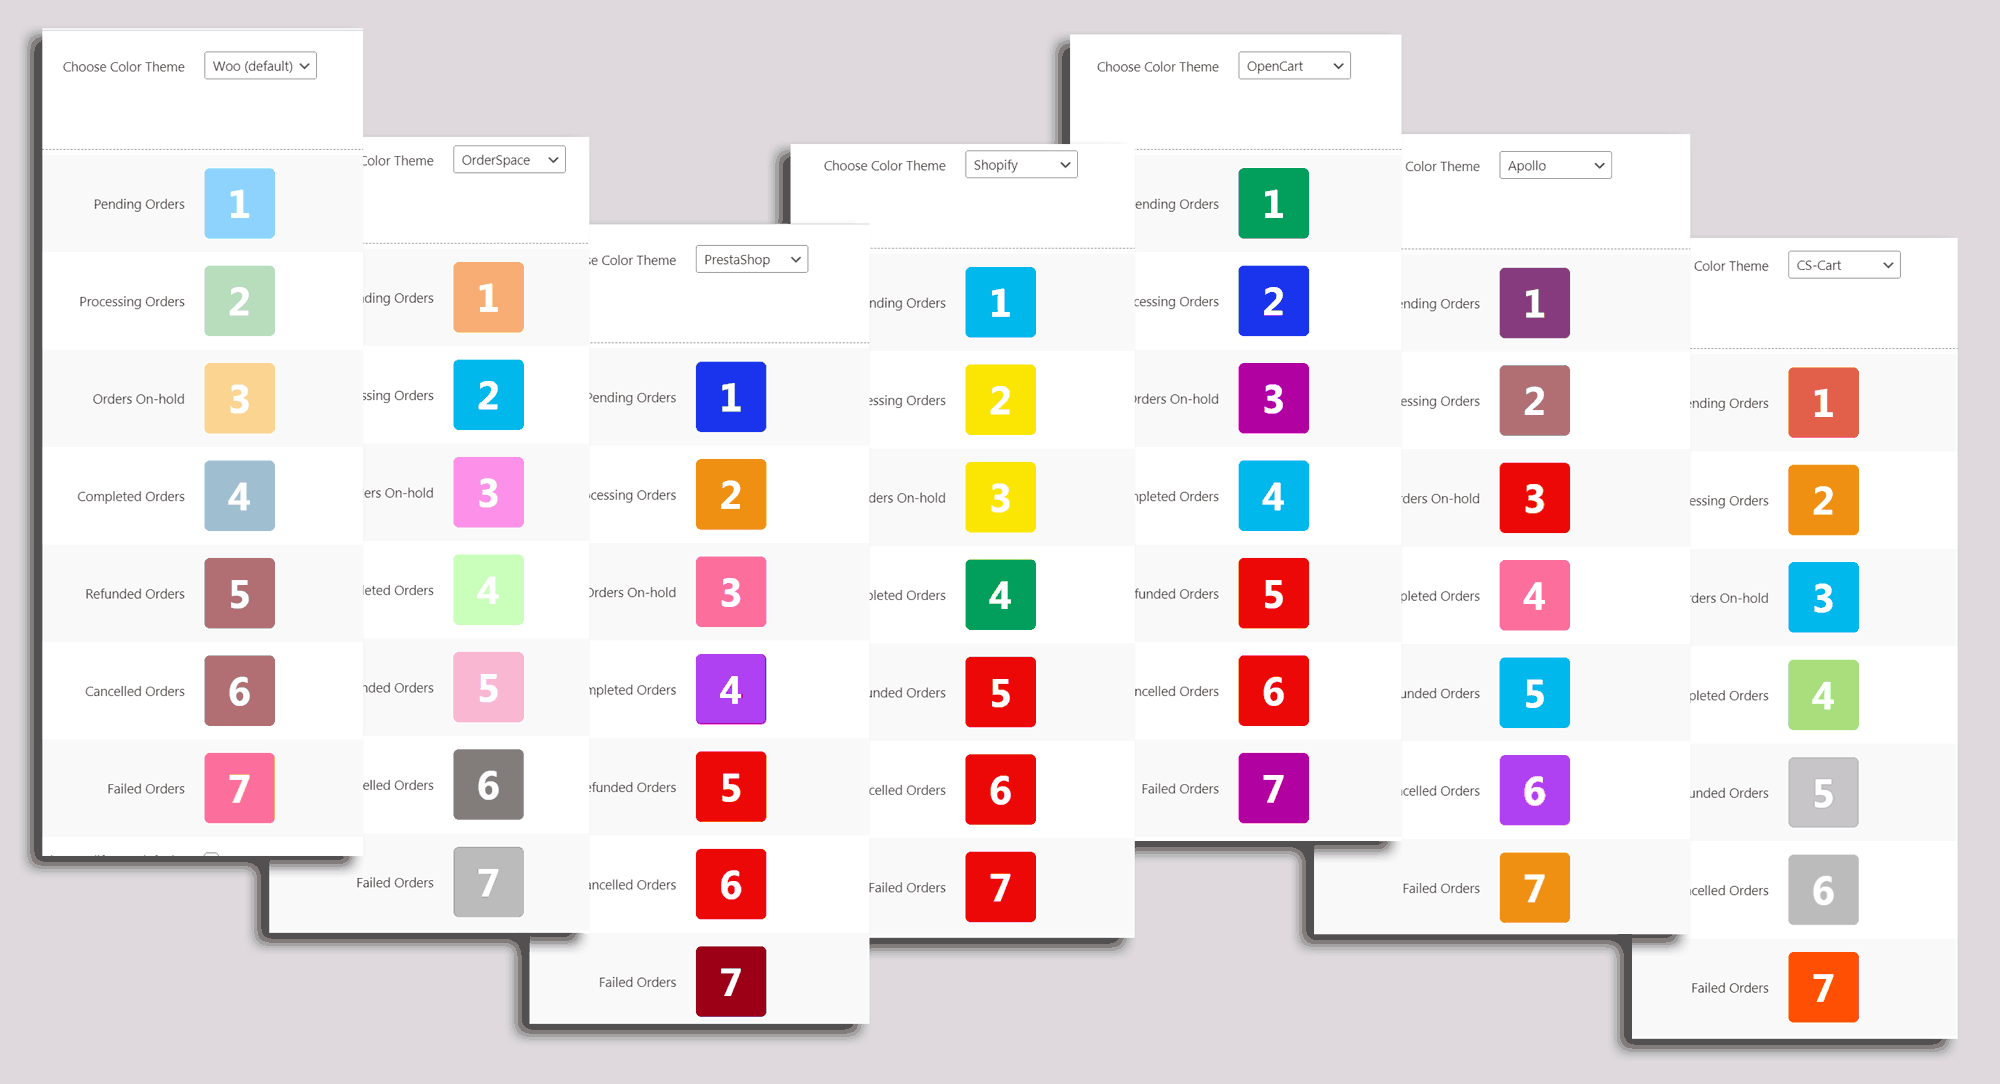 Choose Color Theme Woo (default)
Pending Orders 1
Processing Orders 2
Orders On-hold 3
Completed Orders 4
Refunded Orders 5
Cancelled Orders 6
Failed Orders 7
Color Theme OrderSpace
nding Orders 1
ssing Orders 2
ers On-hold 3
leted Orders 4
nded Orders 5
elled Orders 6
Failed Orders 7
se Color Theme PrestaShop
Pending Orders 1
ocessing Orders 2
Orders On-hold 3
mpleted Orders 4
efunded Orders 5
ancelled Orders 6
Failed Orders 7
Choose Color Theme Shopify
nding Orders 1
essing Orders 2
ders On-hold 3
pleted Orders 4
unded Orders 5
celled Orders 6
Failed Orders 7
Choose Color Theme OpenCart
ending Orders 1
cessing Orders 2
Orders On-hold 3
mpleted Orders 4
funded Orders 5
ncelled Orders 6
Failed Orders 7
Color Theme Apollo
ending Orders 1
essing Orders 2
ders On-hold 3
pleted Orders 4
unded Orders 5
ncelled Orders 6
Failed Orders 7
Color Theme CS-Cart
ending Orders 1
essing Orders 2
ders On-hold 3
pleted Orders 4
unded Orders 5
ncelled Orders 6
Failed Orders 7